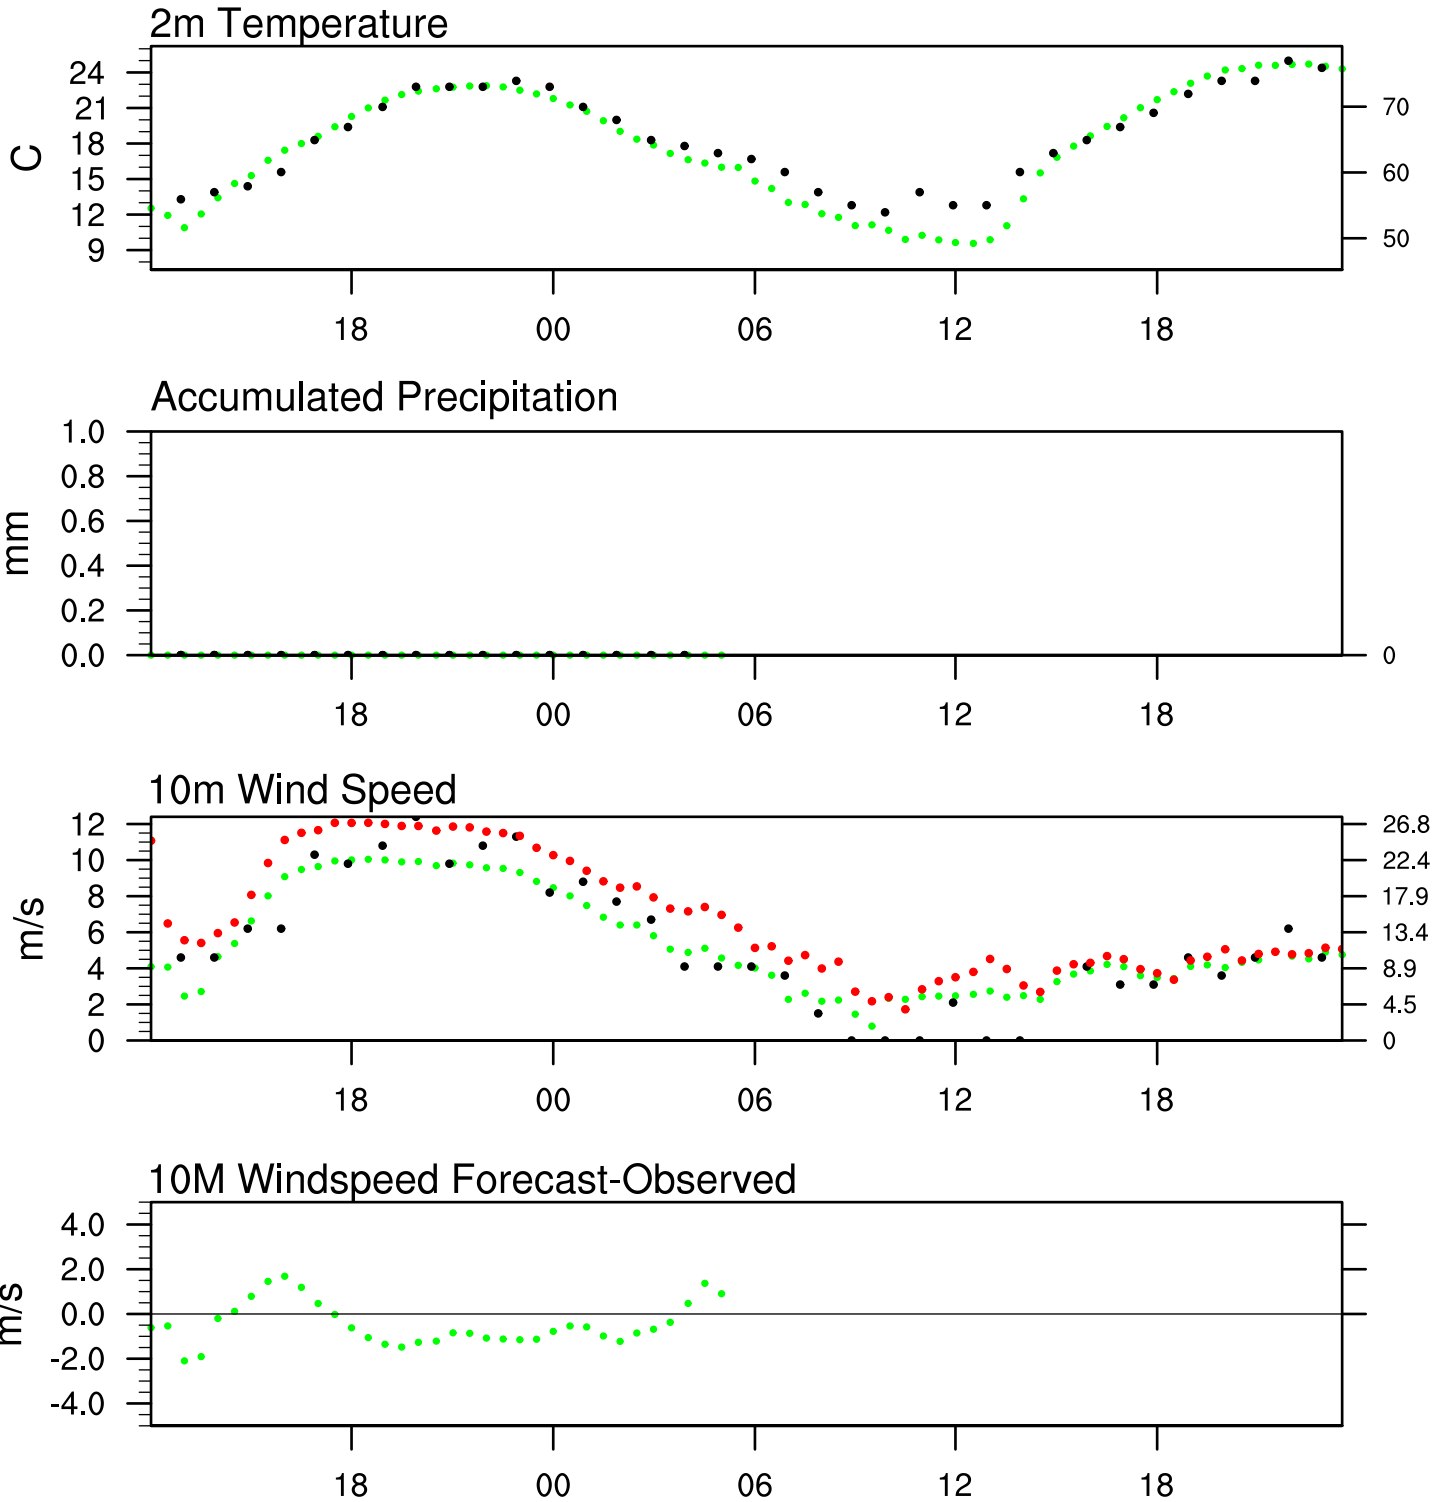 2m Temperature
24
21
18
15
12
9
C
70
60
50
18 00 06 12 18
Accumulated Precipitation
1.0
0.8
0.6
0.4
0.2
0.0
mm
0
18 00 06 12 18
10m Wind Speed
12
10
8
6
4
2
0
m/s
26.8
22.4
17.9
13.4
8.9
4.5
0
18 00 06 12 18
10M Windspeed Forecast-Observed
4.0
2.0
0.0
-2.0
-4.0
m/s
18 00 06 12 18